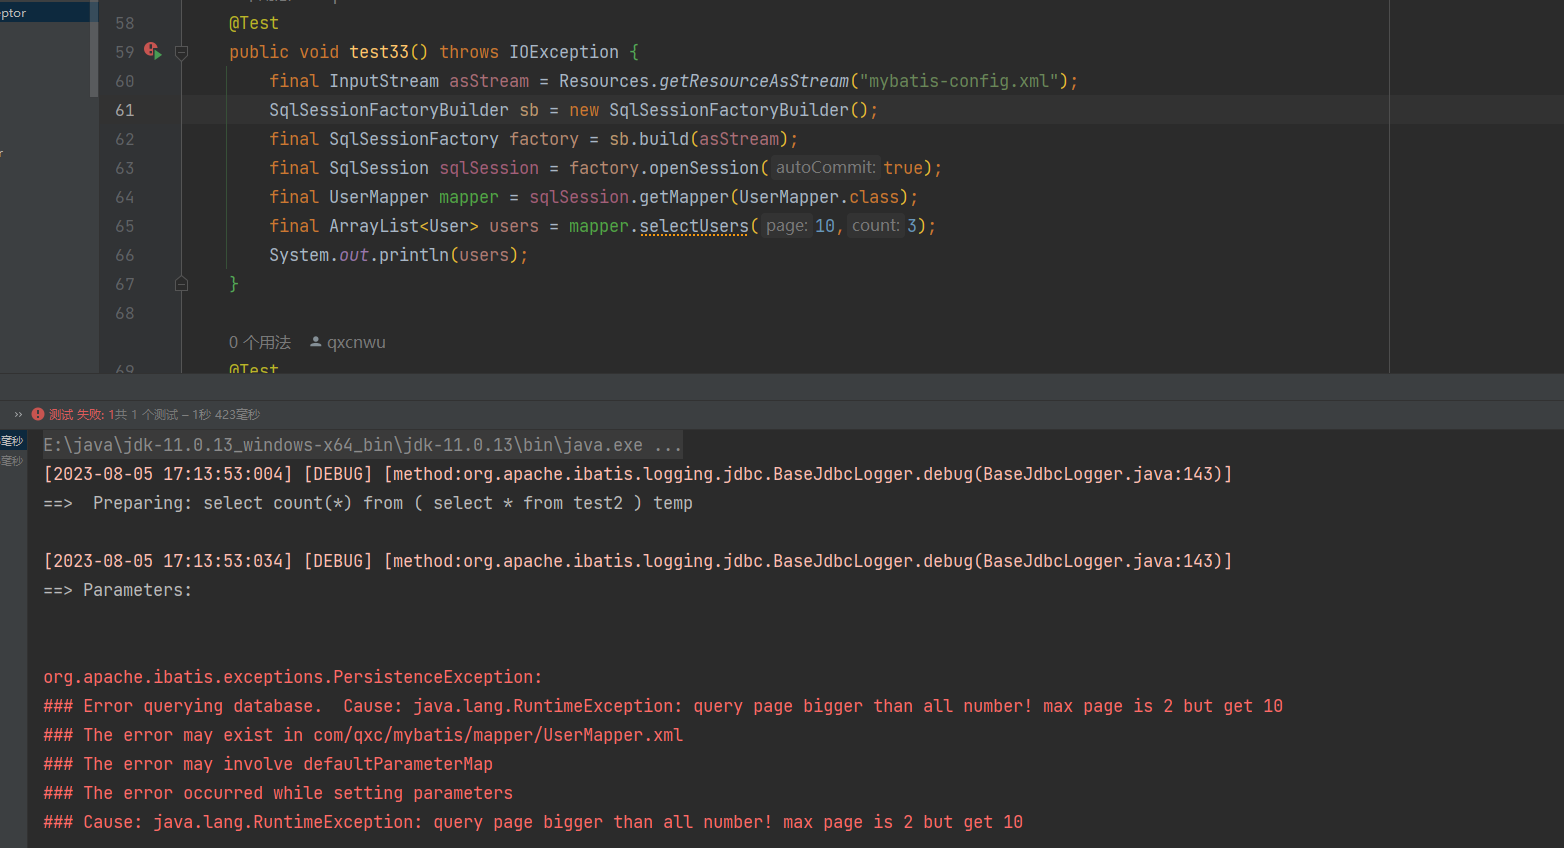 eptor
58 @Test
59 public void test33() throws IOException {
60 final InputStream asStream = Resources.getResourceAsStream("mybatis-config.xml");
61 SqlSessionFactoryBuilder sb = new SqlSessionFactoryBuilder();
62 final SqlSessionFactory factory = sb.build(asStream);
r
63 final SqlSession sqlSession = factory.openSession( autoCommit: true);
64 final UserMapper mapper = sqlSession.getMapper(UserMapper.class);
65 final ArrayList<User> users = mapper.selectUsers( page: 10, count: 3);
66 System.out.println(users);
67 }
68
0 个用法 qxcnwu
69 @Test
» 测试 失败: 1共 1 个测试 – 1秒 423毫秒
毫秒
毫秒
E:\java\jdk-11.0.13_windows-x64_bin\jdk-11.0.13\bin\java.exe ...
[2023-08-05 17:13:53:004] [DEBUG] [method:org.apache.ibatis.logging.jdbc.BaseJdbcLogger.debug(BaseJdbcLogger.java:143)]
==>  Preparing: select count(*) from ( select * from test2 ) temp
[2023-08-05 17:13:53:034] [DEBUG] [method:org.apache.ibatis.logging.jdbc.BaseJdbcLogger.debug(BaseJdbcLogger.java:143)]
==> Parameters:
org.apache.ibatis.exceptions.PersistenceException:
### Error querying database.  Cause: java.lang.RuntimeException: query page bigger than all number! max page is 2 but get 10
### The error may exist in com/qxc/mybatis/mapper/UserMapper.xml
### The error may involve defaultParameterMap
### The error occurred while setting parameters
### Cause: java.lang.RuntimeException: query page bigger than all number! max page is 2 but get 10